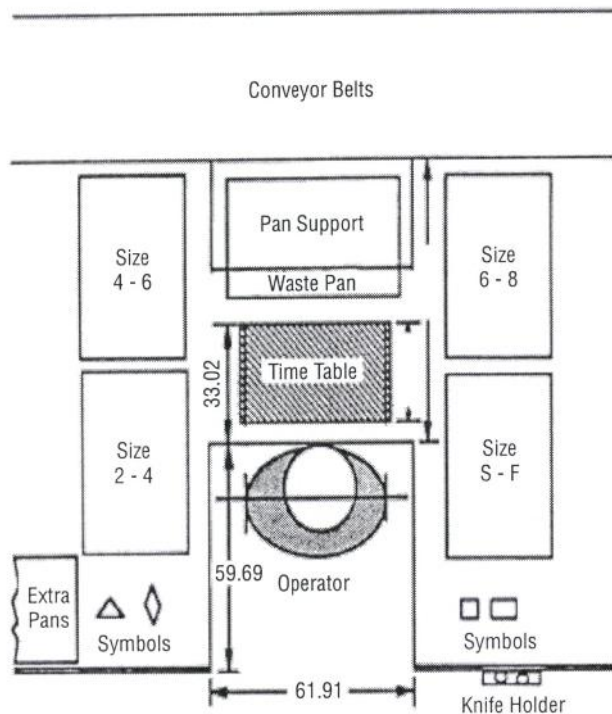 Conveyor Belts
Size
4 - 6
Pan Support
Waste Pan
Size
6 - 8
33.02
Time Table
Size
2 - 4
Size
S - F
59.69
Operator
Extra
Pans
Symbols
Symbols
61.91
Knife Holder